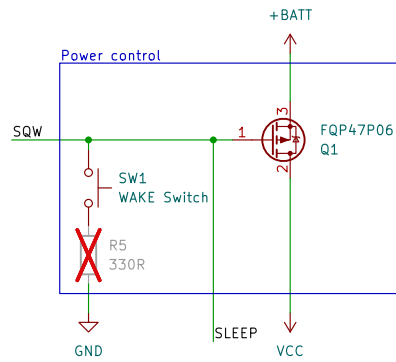 +BATT
Power control
3
SQW
1
FQP47P06
Q1
2
SW1
WAKE Switch
R5
330R
SLEEP
GND
VCC